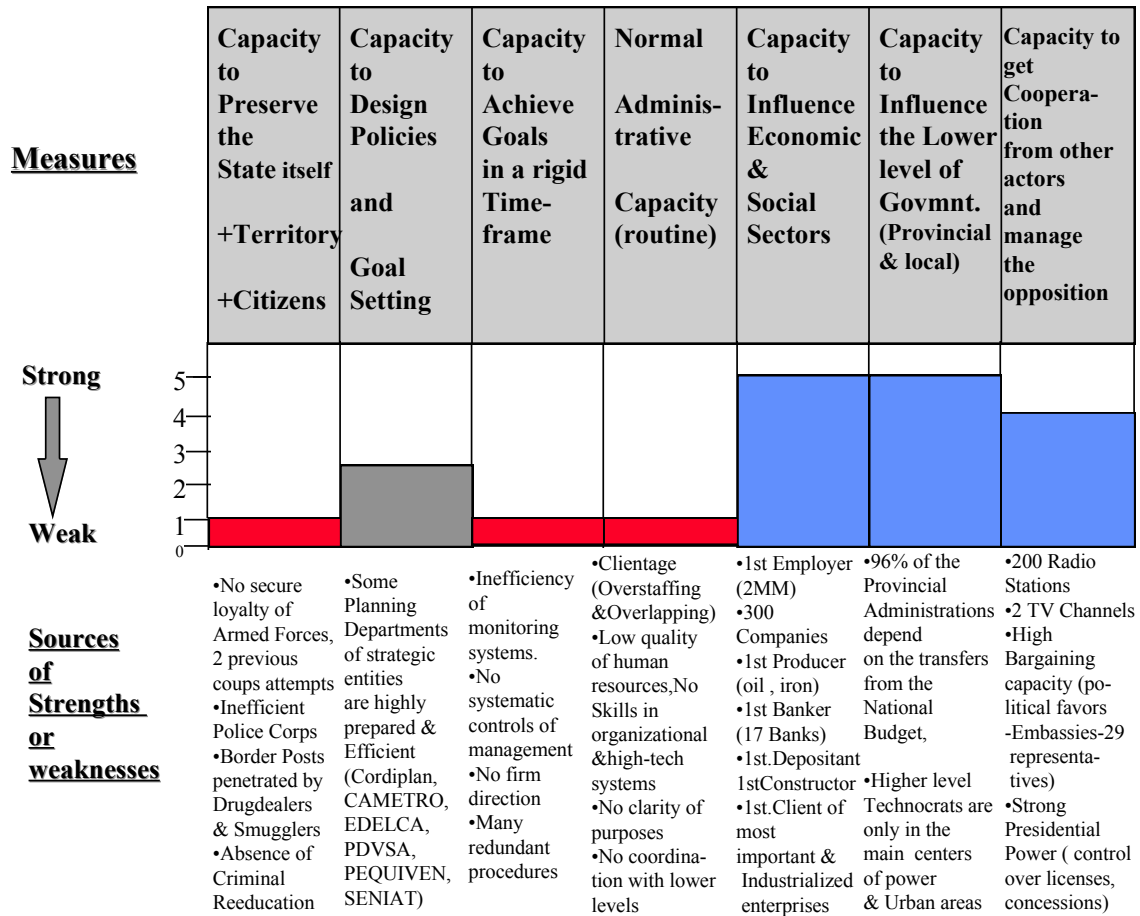 Measures
Capacity
to
Preserve
the
State itself
+Territory
+Citizens
Capacity
to
Design
Policies
and
Goal
Setting
Capacity
to
Achieve
Goals
in a rigid
Time-
frame
Normal
Adminis-
trative
Capacity
(routine)
Capacity
to
Influence
Economic
&
Social
Sectors
Capacity
to
Influence
the Lower
level of
Govmnt.
(Provincial
& local)
Capacity to
get
Coopera-
tion
from other
actors
and
manage
the
opposition
Strong
Weak
5
4
3
2
1
0
Sources
of
Strengths
or
weaknesses
•No secure
loyalty of
Armed Forces,
2 previous
coups attempts
•Inefficient
Police Corps
•Border Posts
penetrated by
Drugdealers
& Smugglers
•Absence of
Criminal
Reeducation
•Some
Planning
Departments
of strategic
entities
are highly
prepared &
Efficient
(Cordiplan,
CAMETRO,
EDELCA,
PDVSA,
PEQUIVEN,
SENIAT)
•Inefficiency
of
monitoring
systems.
•No
systematic
controls of
management
•No firm
direction
•Many
redundant
procedures
•Clientage
(Overstaffing
&Overlapping)
•Low quality
of human
resources,No
Skills in
organizational
&high-tech
systems
•No clarity of
purposes
•No coordina-
tion with lower
levels
•1st Employer
(2MM)
•300
Companies
•1st Producer
(oil , iron)
•1st Banker
(17 Banks)
•1st.Depositant
1stConstructor
•1st.Client of
most
important &
Industrialized
enterprises
•96% of the
Provincial
Administrations
depend
on the transfers
from the
National
Budget,
•Higher level
Technocrats are
only in the
main centers
of power
& Urban areas
•200 Radio
Stations
•2 TV Channels
•High
Bargaining
capacity (po-
litical favors
-Embassies-29
representa-
tives)
•Strong
Presidential
Power ( control
over licenses,
concessions)